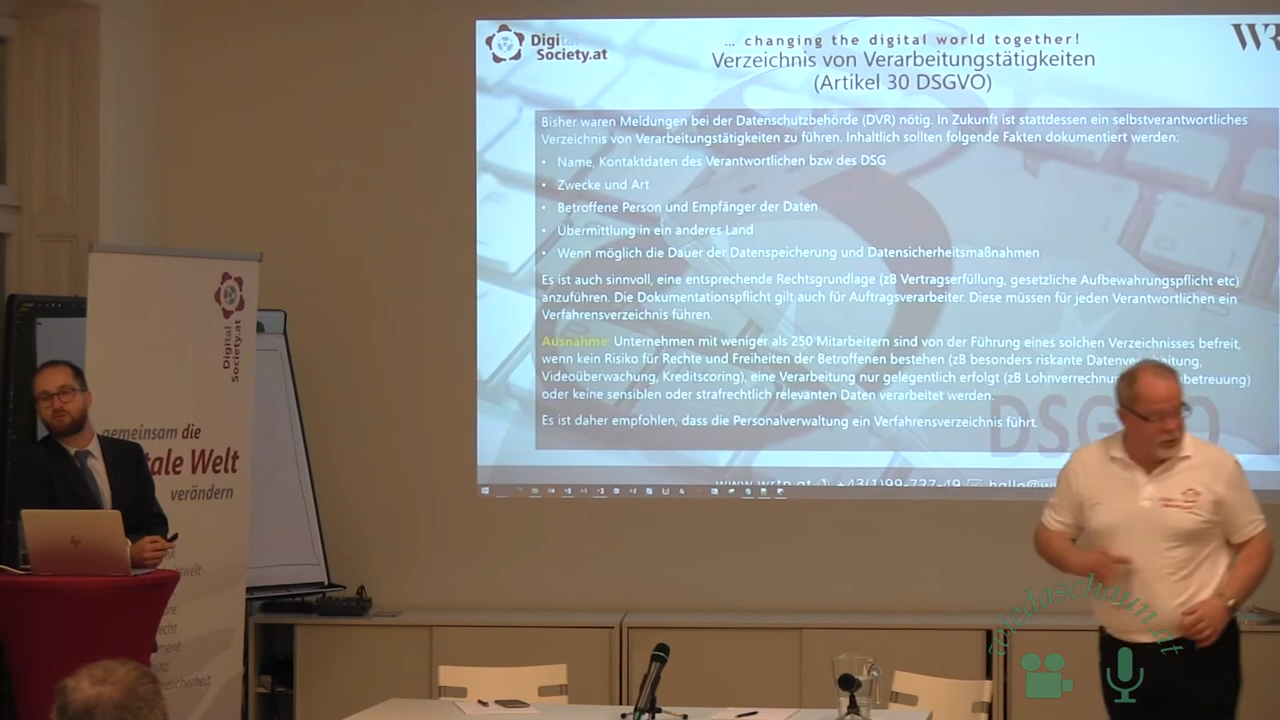 Digital
Society.at
... changing the digital world together!
Verzeichnis von Verarbeitungstätigkeiten
(Artikel 30 DSGVO)
WR
Bisher waren Meldungen bei der Datenschutzbehörde (DVR) nötig. In Zukunft ist stattdessen ein selbstverantwortliches
Verzeichnis von Verarbeitungstätigkeiten zu führen. Inhaltlich sollten folgende Fakten dokumentiert werden:
• Name, Kontaktdaten des Verantwortlichen bzw des DSG
• Zwecke und Art
• Betroffene Person und Empfänger der Daten
• Übermittlung in ein anderes Land
• Wenn möglich die Dauer der Datenspeicherung und Datensicherheitsmaßnahmen
Es ist auch sinnvoll, eine entsprechende Rechtsgrundlage (zB Vertragserfüllung, gesetzliche Aufbewahrungspflicht etc)
anzuführen. Die Dokumentationspflicht gilt auch für Auftragsverarbeiter. Diese müssen für jeden Verantwortlichen ein
Verfahrensverzeichnis führen.
Ausnahme: Unternehmen mit weniger als 250 Mitarbeitern sind von der Führung eines solchen Verzeichnisses befreit,
wenn kein Risiko für Rechte und Freiheiten der Betroffenen bestehen (zB besonders riskante
Videoüberwachung, Kreditscoring), eine Verarbeitung nur gelegentlich erfolgt (zB
oder keine sensiblen oder strafrechtlich relevanten Daten verarbeitet werden.
Es ist daher empfohlen, dass die Personalverwaltung ein Verfahrensverzeichnis führt.
DSGVO
Digital
Society.at
gemeinsam die
tale Welt
verändern
wiedaschaun.at